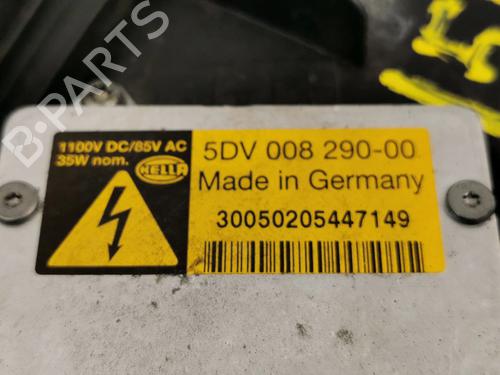 1100V DC/85V AC
35W nom.
HELLA
5DV 008 290-00
Made in Germany
30050205447149
B-PARTS